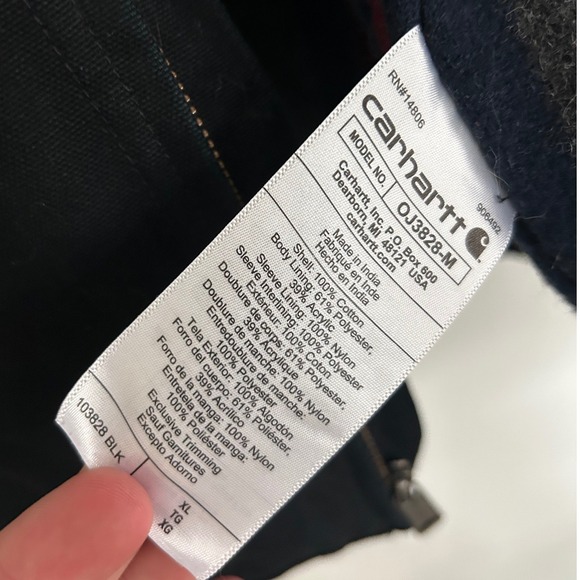 RN#14806
906492
carhartt
MODEL NO. OJ3828-M
Carhartt, Inc. P.O. Box 600
Dearborn, MI 48121 USA
carhartt.com
Made in India
Fabriqué en Inde
Hecho en India
Shell: 100% Cotton
Body Lining: 61% Polyester,
39% Acrylic
Sleeve Lining: 100% Nylon
Sleeve Interlining: 100% Polyester
Extérieur: 100% Coton
Doublure de corps: 61% Polyester,
39% Acrylique
Doublure de manche: 100% Nylon
Entredoublure de manche:
100% Polyester
Tela Exterior: 100% Algodón
Forro del cuerpo: 61% Poliéster,
39% Acrílico
Forro de la manga: 100% Nylon
Entretela de la manga:
100% Poliéster
Exclusive Trimming
Sauf Garnitures
Excepto Adorno
103828 BLK
XL
TG
XG